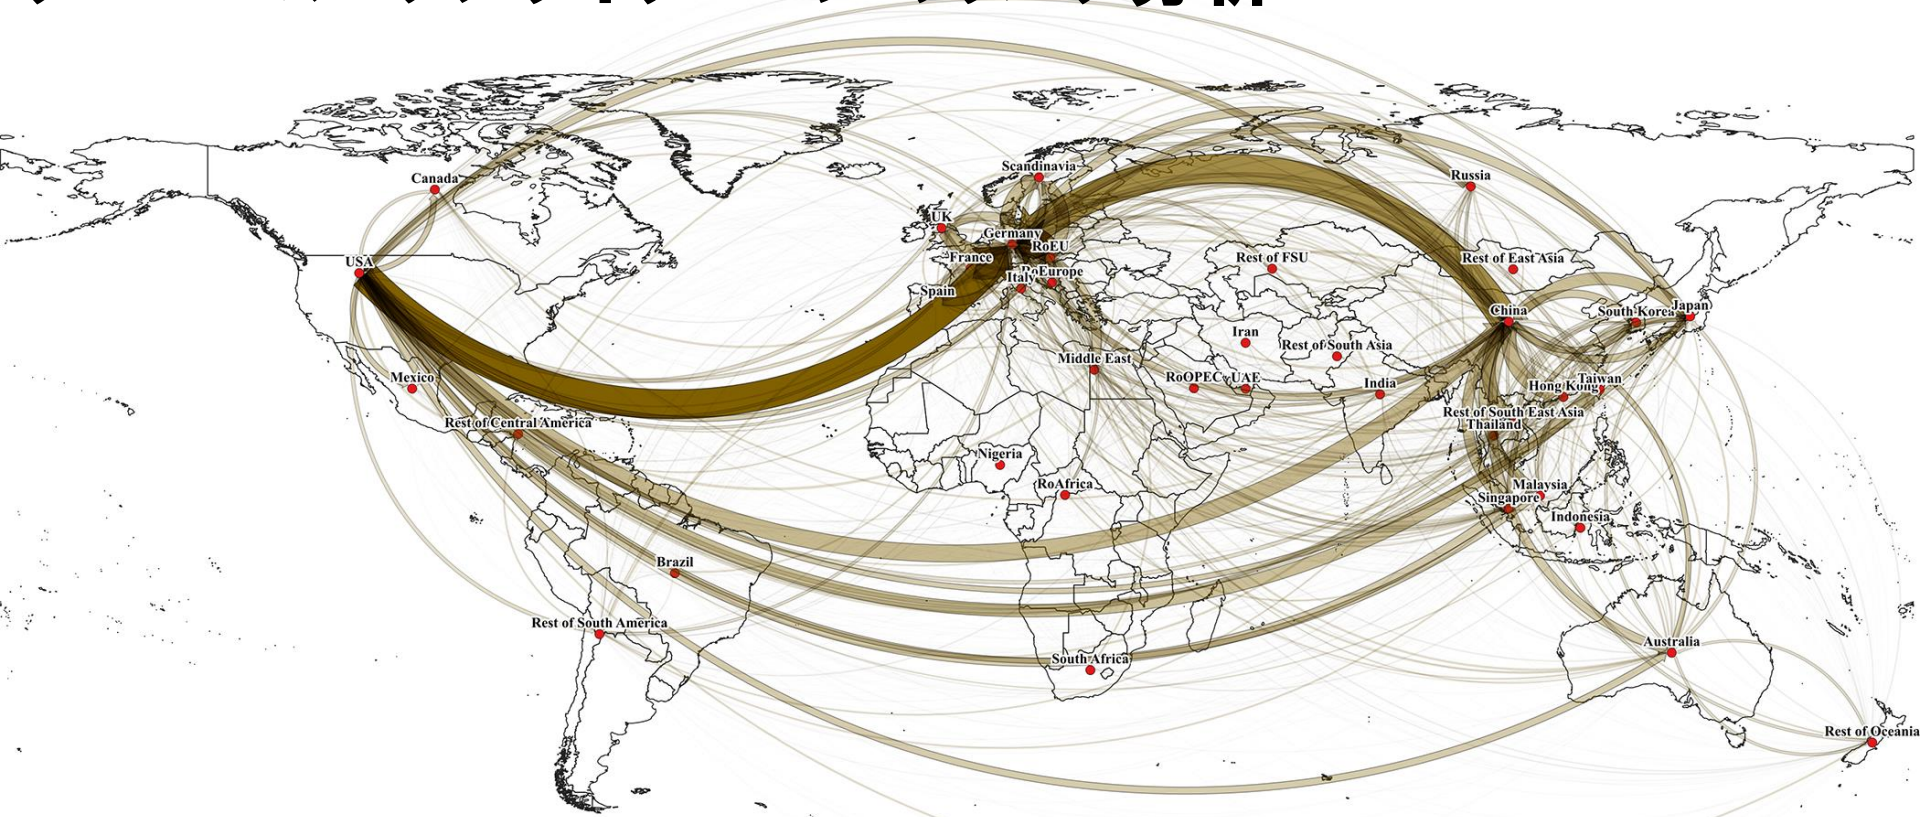 Canada
Scandinavia
Russia
UK
Germany
RoEU
USA
France
Rest of FSU
Rest of East Asia
Italy
RoEurope
Spain
China
South Korea
Japan
Iran
Rest of South Asia
Middle East
Mexico
RoOPEC
UAE
India
Hong Kong
Taiwan
Rest of Central America
Rest of South East Asia
Thailand
Nigeria
RoAfrica
Malaysia
Singapore
Indonesia
Brazil
Rest of South America
Australia
South Africa
Rest of Oceania